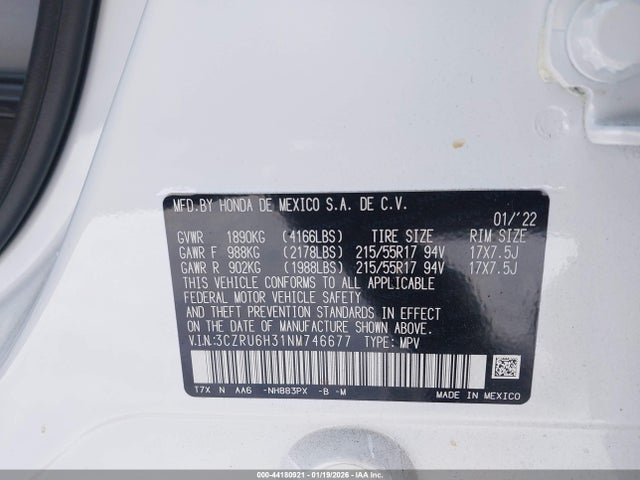 MFD.BY HONDA DE MEXICO S.A. DE C.V.
01/'22
GVWR 1890KG (4166LBS) TIRE SIZE RIM SIZE
GAWR F 988KG (2178LBS) 215/55R17 94V 17X7.5J
GAWR R 902KG (1988LBS) 215/55R17 94V 17X7.5J
THIS VEHICLE CONFORMS TO ALL APPLICABLE
FEDERAL MOTOR VEHICLE SAFETY
AND THEFT PREVENTION STANDARDS IN EFFECT
ON THE DATE OF MANUFACTURE SHOWN ABOVE.
V.I.N:3CZRU6H31NM746677 TYPE: MPV
T7X N AA6 -NH883PX -B -M
MADE IN MEXICO
000-44180921 - 01/19/2026 - IAAI Branch